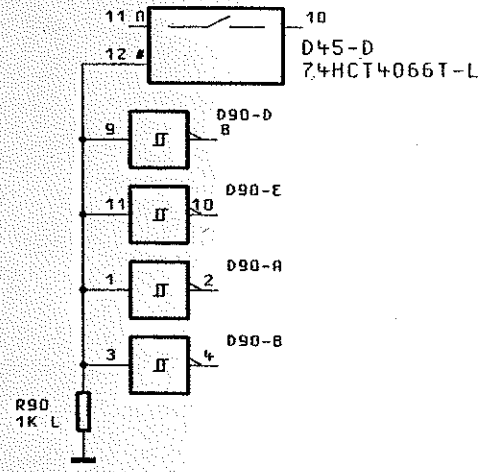 11 n
10
12 #
D45-D
74HCT4066T-L
D90-D
9
8
D90-E
11
10
D90-A
1
2
D90-B
3
4
R90
1K L